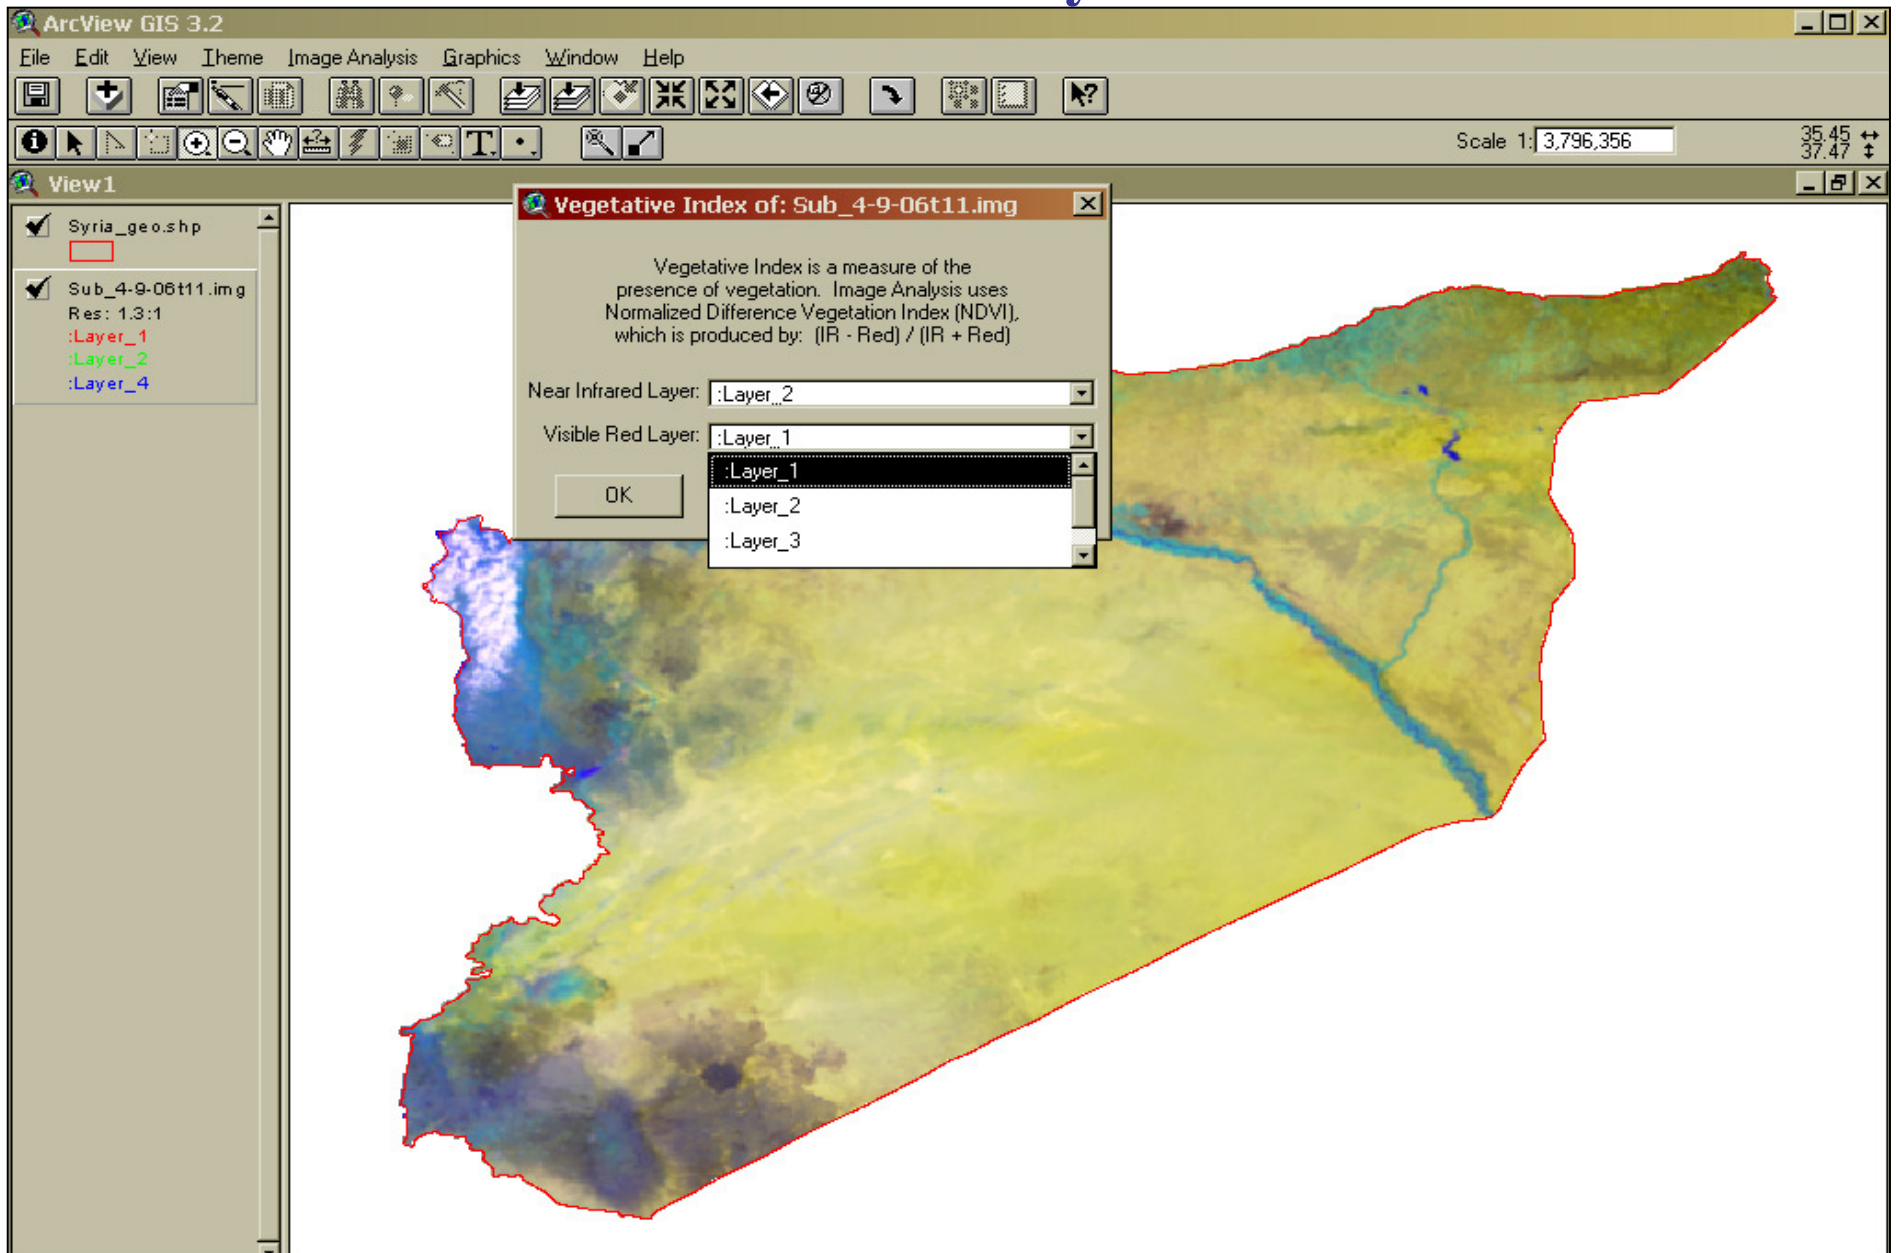 ArcView GIS 3.2
File Edit View Theme Image Analysis Graphics Window Help
Scale 1: 3,796,356
35.45
37.47
View1
Syria_geo.shp
Sub_4-9-06t11.img
Res: 1.3:1
:Layer_1
:Layer_2
:Layer_4
Vegetative Index of: Sub_4-9-06t11.img
Vegetative Index is a measure of the
presence of vegetation. Image Analysis uses
Normalized Difference Vegetation Index (NDVI),
which is produced by: (IR - Red) / (IR + Red)
Near Infrared Layer: :Layer_2
Visible Red Layer: :Layer_1
:Layer_1
:Layer_2
:Layer_3
OK